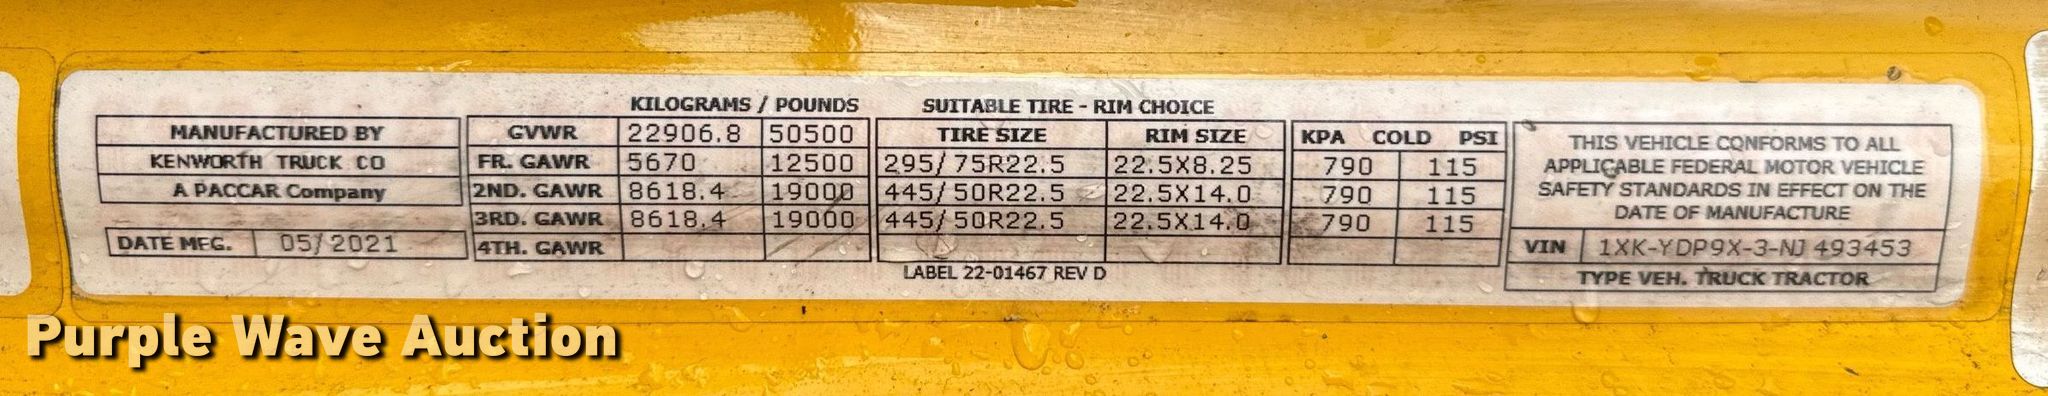 KILOGRAMS / POUNDS SUITABLE TIRE - RIM CHOICE
MANUFACTURED BY GVWR 22906.8 50500 TIRE SIZE RIM SIZE KPA COLD PSI
KENWORTH TRUCK CO FR. GAWR 5670 12500 295/75R22.5 22.5X8.25 790 115
A PACCAR Company 2ND. GAWR 8618.4 19000 445/50R22.5 22.5X14.0 790 115
3RD. GAWR 8618.4 19000 445/50R22.5 22.5X14.0 790 115
DATE MFG. 05/2021 4TH. GAWR
LABEL 22-01467 REV D
THIS VEHICLE CONFORMS TO ALL
APPLICABLE FEDERAL MOTOR VEHICLE
SAFETY STANDARDS IN EFFECT ON THE
DATE OF MANUFACTURE
VIN 1XK-YDP9X-3-NJ 493453
TYPE VEH. TRUCK TRACTOR
Purple Wave Auction